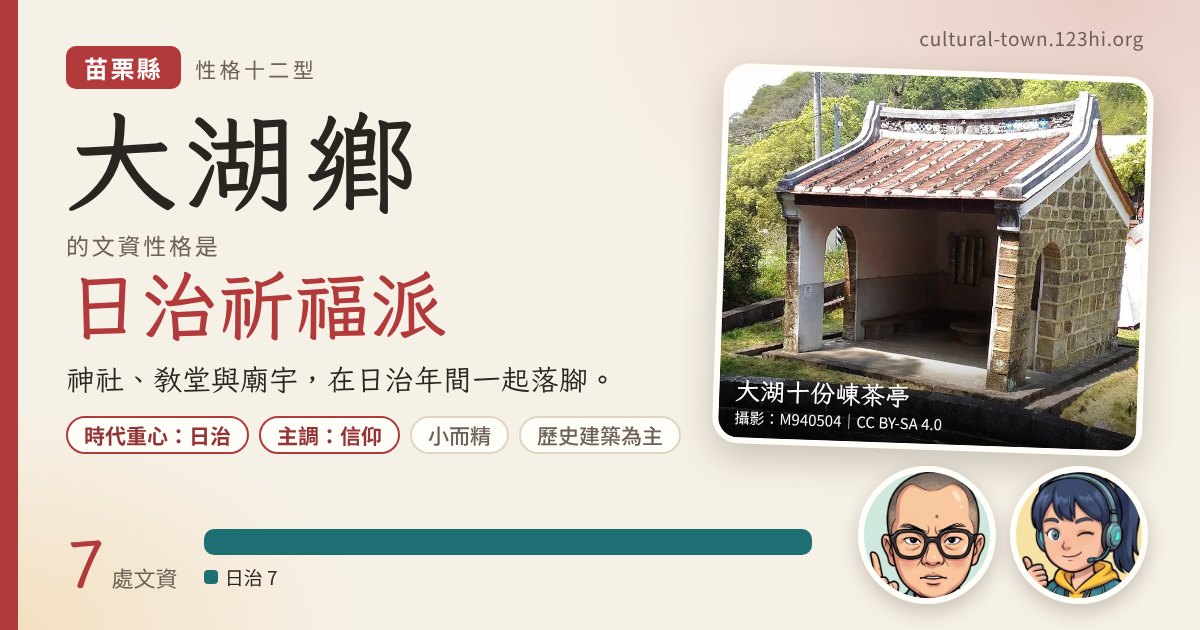 cultural-town.123hi.org
苗栗縣 性格十二型
大湖鄉
的文資性格是
日治祈福派
神社、教堂與廟宇，在日治年間一起落腳。
時代重心：日治 主調：信仰 小而精 歷史建築為主
大湖十份崠茶亭
攝影：M940504｜CC BY-SA 4.0
7 處文資
日治 7